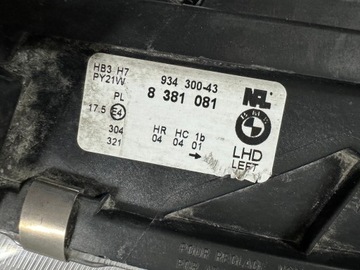 HB3 H7
PY21W
934 300-43
8 381 081
PL
17.5 E4
304
321
HR HC 1b
04 04 01
LHD
LEFT